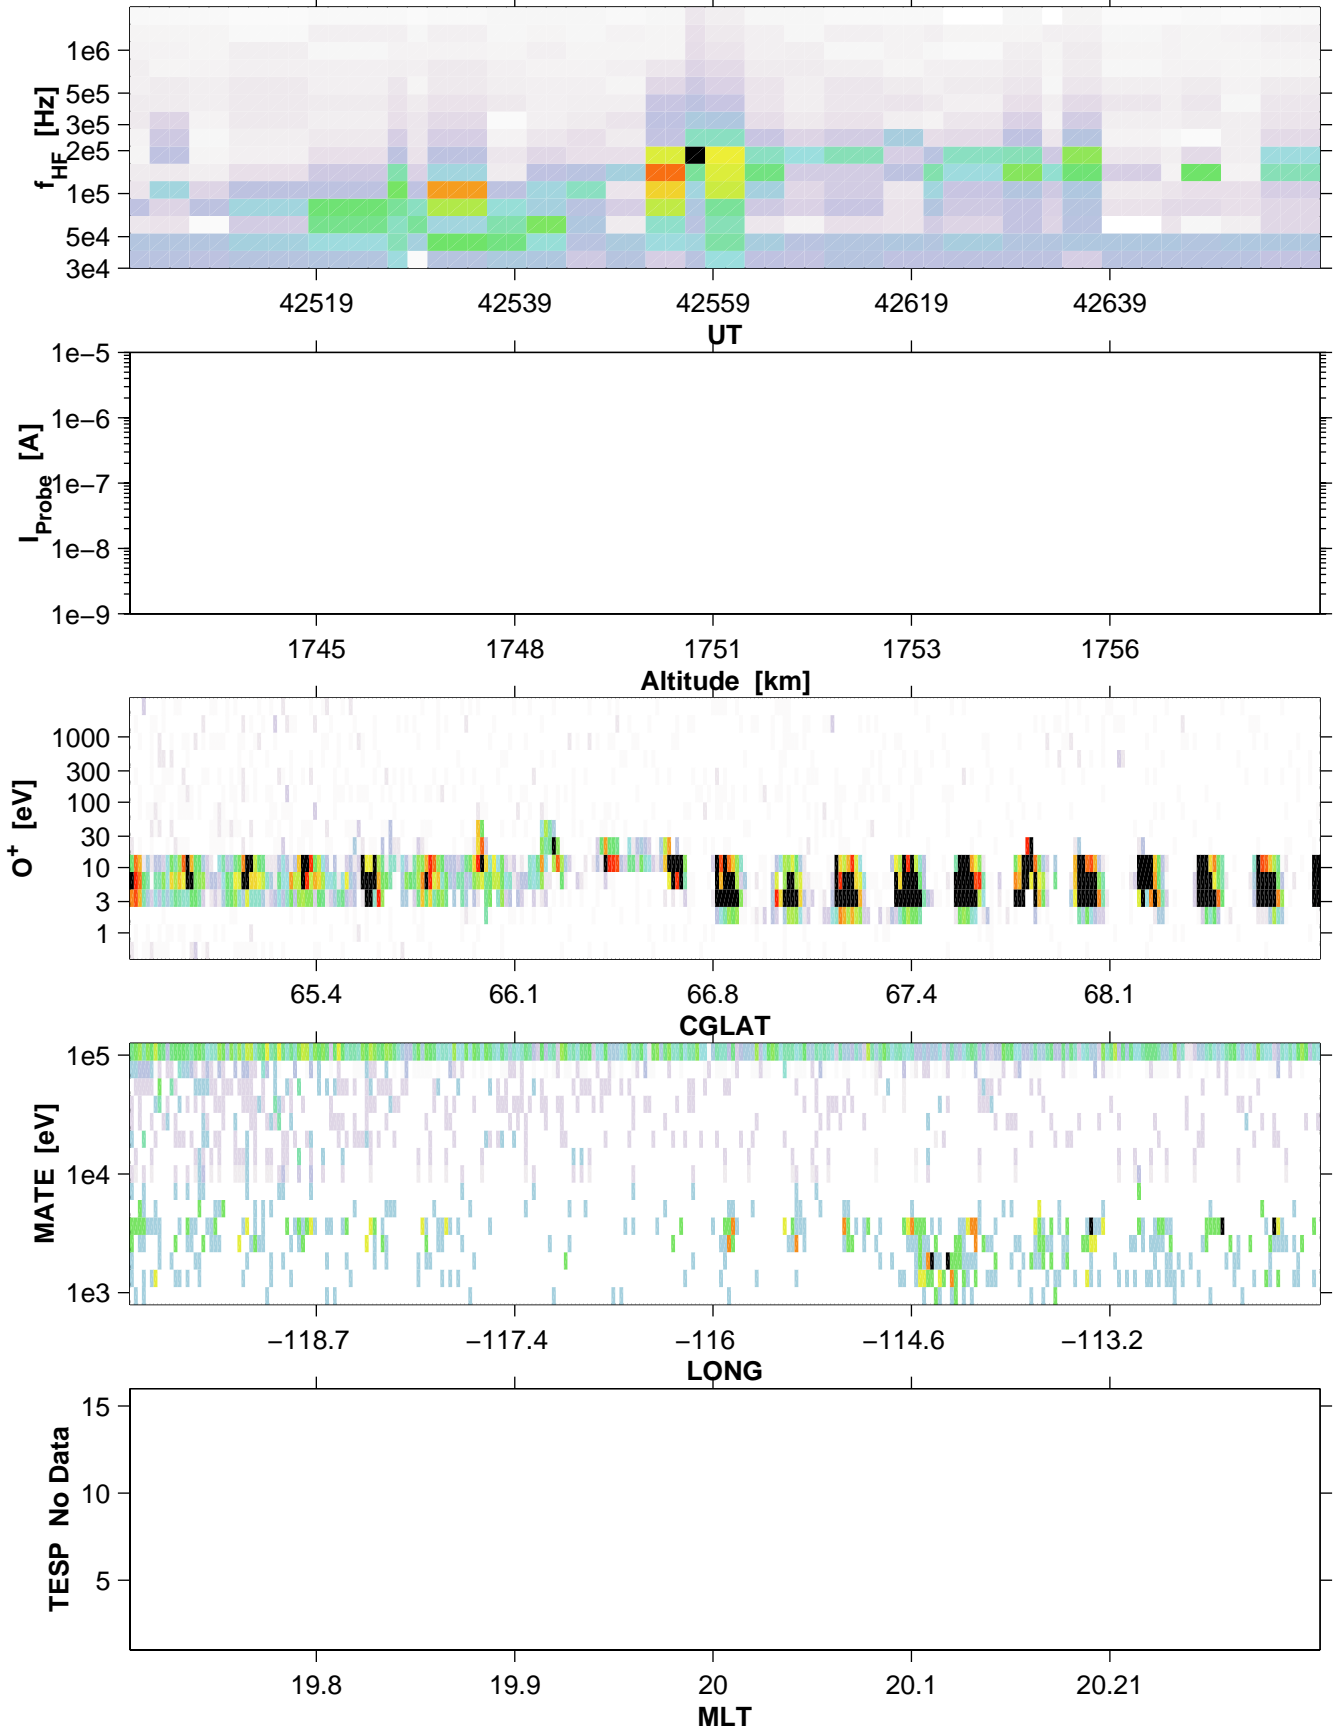 1e6
5e5
3e5
2e5
1e5
5e4
3e4
f_HF [Hz]
42519 42539 42559 42619 42639
UT
1e−5
1e−6
1e−7
1e−8
1e−9
I_Probe [A]
1745 1748 1751 1753 1756
Altitude [km]
1000
300
100
30
10
3
1
O+ [eV]
65.4 66.1 66.8 67.4 68.1
CGLAT
1e5
1e4
1e3
MATE [eV]
−118.7 −117.4 −116 −114.6 −113.2
LONG
15
10
5
TESP No Data
19.8 19.9 20 20.1 20.21
MLT